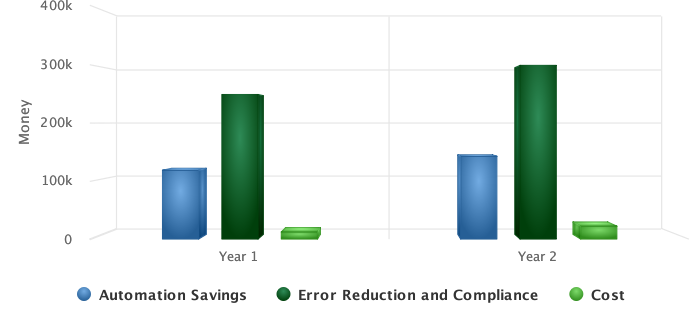 400k
300k
200k
100k
0
Money
Year 1
Year 2
Automation Savings
Error Reduction and Compliance
Cost